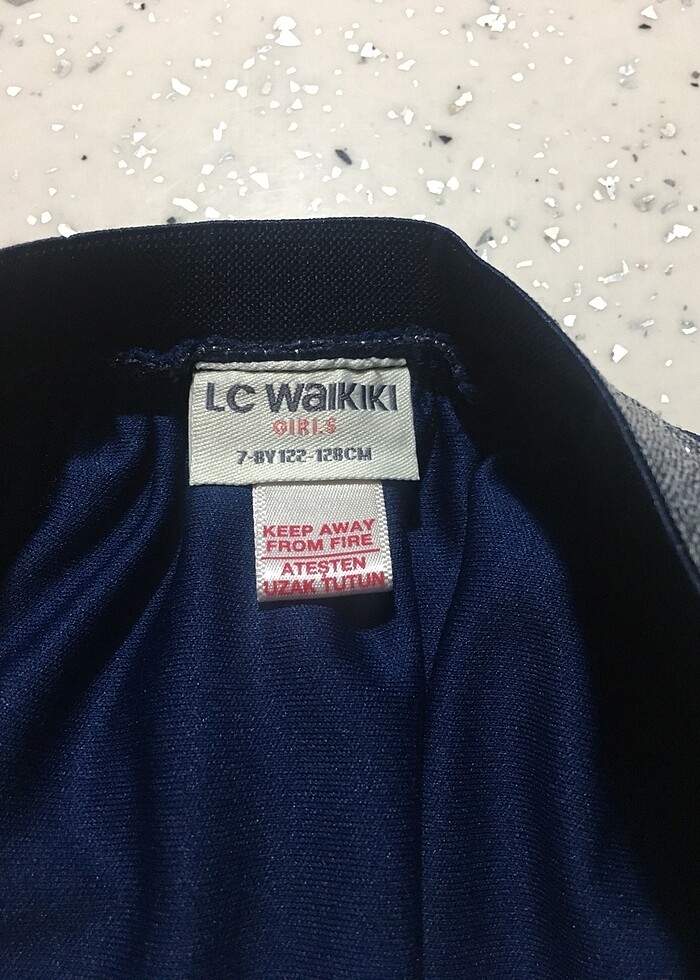 LC WAIKIKI
GIRLS
7-8Y 122-128CM
KEEP AWAY
FROM FIRE
ATEŞTEN
UZAK TUTUN